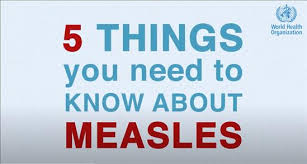 5 THINGS
you need to
KNOW ABOUT
MEASLES
World Health
Organization